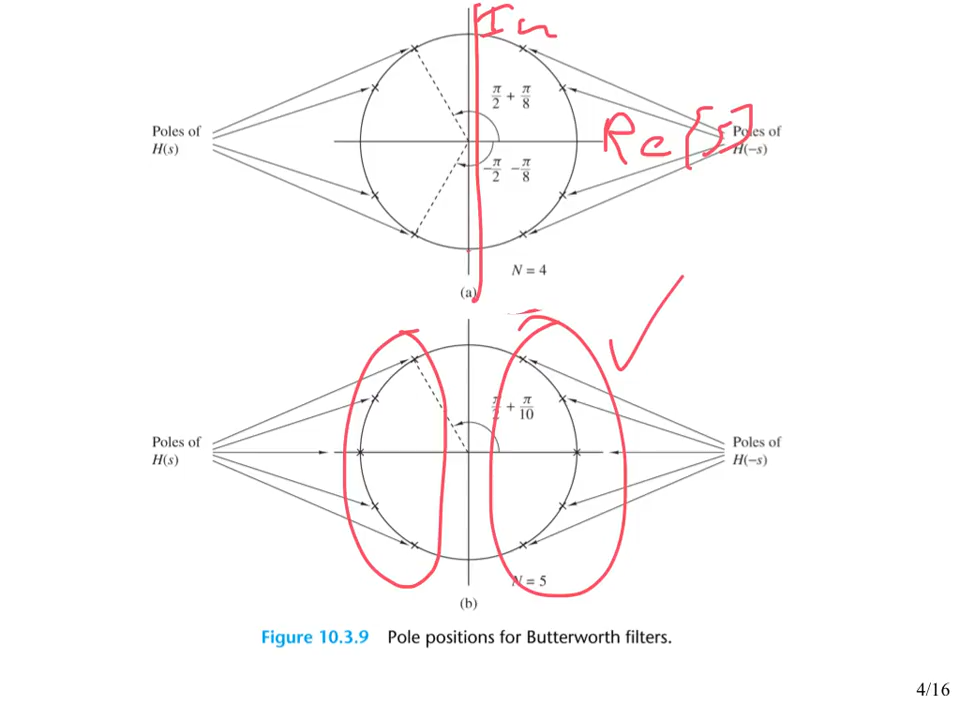 Im
π/2 + π/8
Re[s]
Poles of
H(s)
Poles of
H(−s)
−π/2 − π/8
N = 4
(a)
π/2 + π/10
Poles of
H(s)
Poles of
H(−s)
N = 5
(b)
Figure 10.3.9 Pole positions for Butterworth filters.
4/16